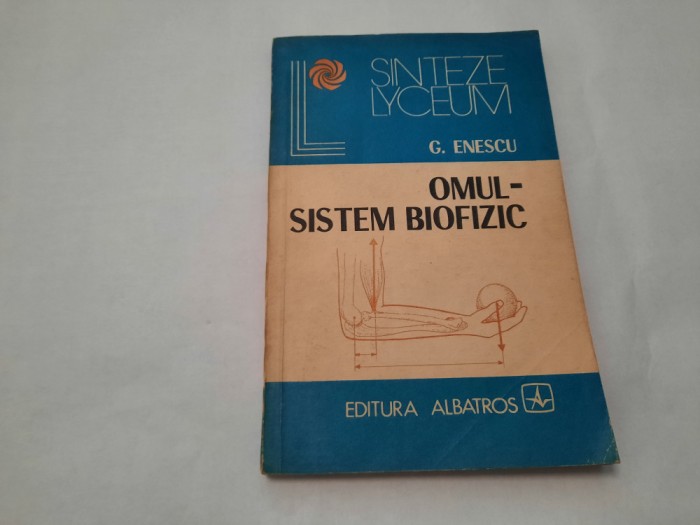 SINTEZE
LYCEUM
G. ENESCU
OMUL-
SISTEM BIOFIZIC
EDITURA ALBATROS